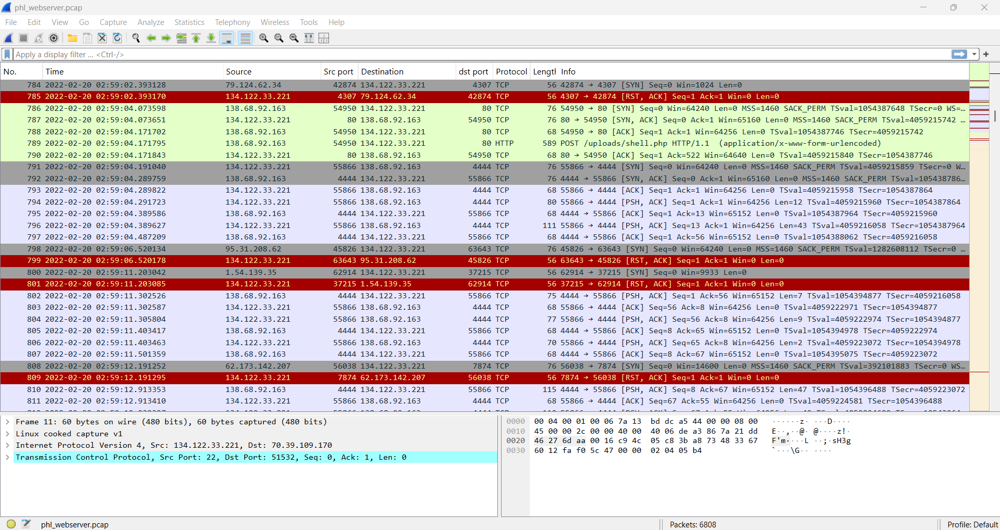 phl_webserver.pcap
File Edit View Go Capture Analyze Statistics Telephony Wireless Tools Help
Apply a display filter ... <Ctrl-/>
No. Time Source Src port Destination dst port Protocol Length Info
784 2022-02-20 02:59:02.393128 79.124.62.34 42874 134.122.33.221 4307 TCP 56 42874 → 4307 [SYN] Seq=0 Win=1024 Len=0
785 2022-02-20 02:59:02.393170 134.122.33.221 4307 79.124.62.34 42874 TCP 56 4307 → 42874 [RST, ACK] Seq=1 Ack=1 Win=0 Len=0
786 2022-02-20 02:59:04.073598 138.68.92.163 54950 134.122.33.221 80 TCP 76 54950 → 80 [SYN] Seq=0 Win=64240 Len=0 MSS=1460 SACK_PERM TSval=1054387648 TSecr=0 WS=…
787 2022-02-20 02:59:04.073651 134.122.33.221 80 138.68.92.163 54950 TCP 76 80 → 54950 [SYN, ACK] Seq=0 Ack=1 Win=65160 Len=0 MSS=1460 SACK_PERM TSval=4059215742 …
788 2022-02-20 02:59:04.171702 138.68.92.163 54950 134.122.33.221 80 TCP 68 54950 → 80 [ACK] Seq=1 Ack=1 Win=64256 Len=0 TSval=1054387746 TSecr=4059215742
789 2022-02-20 02:59:04.171795 138.68.92.163 54950 134.122.33.221 80 HTTP 589 POST /uploads/shell.php HTTP/1.1 (application/x-www-form-urlencoded)
790 2022-02-20 02:59:04.171843 134.122.33.221 80 138.68.92.163 54950 TCP 68 80 → 54950 [ACK] Seq=1 Ack=522 Win=64640 Len=0 TSval=4059215840 TSecr=1054387746
791 2022-02-20 02:59:04.191040 134.122.33.221 55866 138.68.92.163 4444 TCP 76 55866 → 4444 [SYN] Seq=0 Win=64240 Len=0 MSS=1460 SACK_PERM TSval=4059215859 TSecr=0 W…
792 2022-02-20 02:59:04.289759 138.68.92.163 4444 134.122.33.221 55866 TCP 76 4444 → 55866 [SYN, ACK] Seq=0 Ack=1 Win=65160 Len=0 MSS=1460 SACK_PERM TSval=105438786…
793 2022-02-20 02:59:04.289822 134.122.33.221 55866 138.68.92.163 4444 TCP 68 55866 → 4444 [ACK] Seq=1 Ack=1 Win=64256 Len=0 TSval=4059215958 TSecr=1054387864
794 2022-02-20 02:59:04.291723 134.122.33.221 55866 138.68.92.163 4444 TCP 80 55866 → 4444 [PSH, ACK] Seq=1 Ack=1 Win=64256 Len=12 TSval=4059215960 TSecr=1054387864
795 2022-02-20 02:59:04.389586 138.68.92.163 4444 134.122.33.221 55866 TCP 68 4444 → 55866 [ACK] Seq=1 Ack=13 Win=65152 Len=0 TSval=1054387964 TSecr=4059215960
796 2022-02-20 02:59:04.389627 134.122.33.221 55866 138.68.92.163 4444 TCP 111 55866 → 4444 [PSH, ACK] Seq=13 Ack=1 Win=64256 Len=43 TSval=4059216058 TSecr=1054387964
797 2022-02-20 02:59:04.487209 138.68.92.163 4444 134.122.33.221 55866 TCP 68 4444 → 55866 [ACK] Seq=1 Ack=56 Win=65152 Len=0 TSval=1054388062 TSecr=4059216058
798 2022-02-20 02:59:06.520134 95.31.208.62 45826 134.122.33.221 63643 TCP 76 45826 → 63643 [SYN] Seq=0 Win=64240 Len=0 MSS=1460 SACK_PERM TSval=1282608112 TSecr=0 …
799 2022-02-20 02:59:06.520178 134.122.33.221 63643 95.31.208.62 45826 TCP 56 63643 → 45826 [RST, ACK] Seq=1 Ack=1 Win=0 Len=0
800 2022-02-20 02:59:11.203042 1.54.139.35 62914 134.122.33.221 37215 TCP 56 62914 → 37215 [SYN] Seq=0 Win=9933 Len=0
801 2022-02-20 02:59:11.203085 134.122.33.221 37215 1.54.139.35 62914 TCP 56 37215 → 62914 [RST, ACK] Seq=1 Ack=1 Win=0 Len=0
802 2022-02-20 02:59:11.302526 138.68.92.163 4444 134.122.33.221 55866 TCP 75 4444 → 55866 [PSH, ACK] Seq=1 Ack=56 Win=65152 Len=7 TSval=1054394877 TSecr=4059216058
803 2022-02-20 02:59:11.302587 134.122.33.221 55866 138.68.92.163 4444 TCP 68 55866 → 4444 [ACK] Seq=56 Ack=8 Win=64256 Len=0 TSval=4059222971 TSecr=1054394877
804 2022-02-20 02:59:11.305804 134.122.33.221 55866 138.68.92.163 4444 TCP 77 55866 → 4444 [PSH, ACK] Seq=56 Ack=8 Win=64256 Len=9 TSval=4059222974 TSecr=1054394877
805 2022-02-20 02:59:11.403417 138.68.92.163 4444 134.122.33.221 55866 TCP 68 4444 → 55866 [ACK] Seq=8 Ack=65 Win=65152 Len=0 TSval=1054394978 TSecr=4059222974
806 2022-02-20 02:59:11.403463 134.122.33.221 55866 138.68.92.163 4444 TCP 70 55866 → 4444 [PSH, ACK] Seq=65 Ack=8 Win=64256 Len=2 TSval=4059223072 TSecr=1054394978
807 2022-02-20 02:59:11.501359 138.68.92.163 4444 134.122.33.221 55866 TCP 68 4444 → 55866 [ACK] Seq=8 Ack=67 Win=65152 Len=0 TSval=1054395075 TSecr=4059223072
808 2022-02-20 02:59:12.191252 62.173.142.207 56038 134.122.33.221 7874 TCP 76 56038 → 7874 [SYN] Seq=0 Win=14600 Len=0 MSS=1460 SACK_PERM TSval=392101883 TSecr=0 WS…
809 2022-02-20 02:59:12.191295 134.122.33.221 7874 62.173.142.207 56038 TCP 56 7874 → 56038 [RST, ACK] Seq=1 Ack=1 Win=0 Len=0
810 2022-02-20 02:59:12.913353 138.68.92.163 4444 134.122.33.221 55866 TCP 115 4444 → 55866 [PSH, ACK] Seq=8 Ack=67 Win=65152 Len=47 TSval=1054396488 TSecr=4059223072
811 2022-02-20 02:59:12.913410 134.122.33.221 55866 138.68.92.163 4444 TCP 68 55866 → 4444 [ACK] Seq=67 Ack=55 Win=64256 Len=0 TSval=4059224581 TSecr=1054396488
Frame 11: 60 bytes on wire (480 bits), 60 bytes captured (480 bits)
Linux cooked capture v1
Internet Protocol Version 4, Src: 134.122.33.221, Dst: 70.39.109.170
Transmission Control Protocol, Src Port: 22, Dst Port: 51532, Seq: 0, Ack: 1, Len: 0
0000 00 04 00 01 00 06 7a 13 bd dc a5 44 00 00 08 00 ······z· ···D····
0010 45 00 00 2c 00 00 40 00 40 06 de a3 86 7a 21 dd E··,··@· @····z!·
0020 46 27 6d aa 00 16 c9 4c 05 c8 3b a8 73 48 33 67 F'm····L ··;·sH3g
0030 60 12 fa f0 5c 47 00 00 02 04 05 b4 `···\G·· ····
phl_webserver.pcap
Packets: 6808
Profile: Default